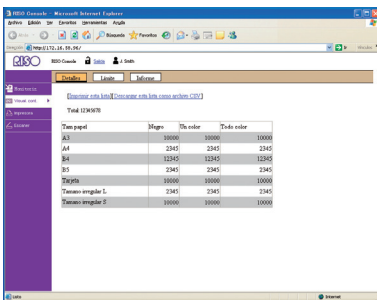 RISO Console - Microsoft Internet Explorer
Archivo Edición Ver Favoritos Herramientas Ayuda
Búsqueda Favoritos
http://172.16.58.96/
RISO RISO Console Salida J. Smith
Detalles Límite Informe
[Imprimir esta lista][Descargar esta lista como archivo CSV]
Visual. cont.
Impresora
Escáner
Total: 12345678
Tam papel Negro Un color Todo color
A3 10000 10000 10000
A4 2345 2345 2345
B4 12345 12345 12345
B5 2345 2345 2345
Tarjeta 10000 10000 10000
Tamano irregular L 2345 2345 2345
Tamano irregular S 10000 10000 10000
Listo Internet